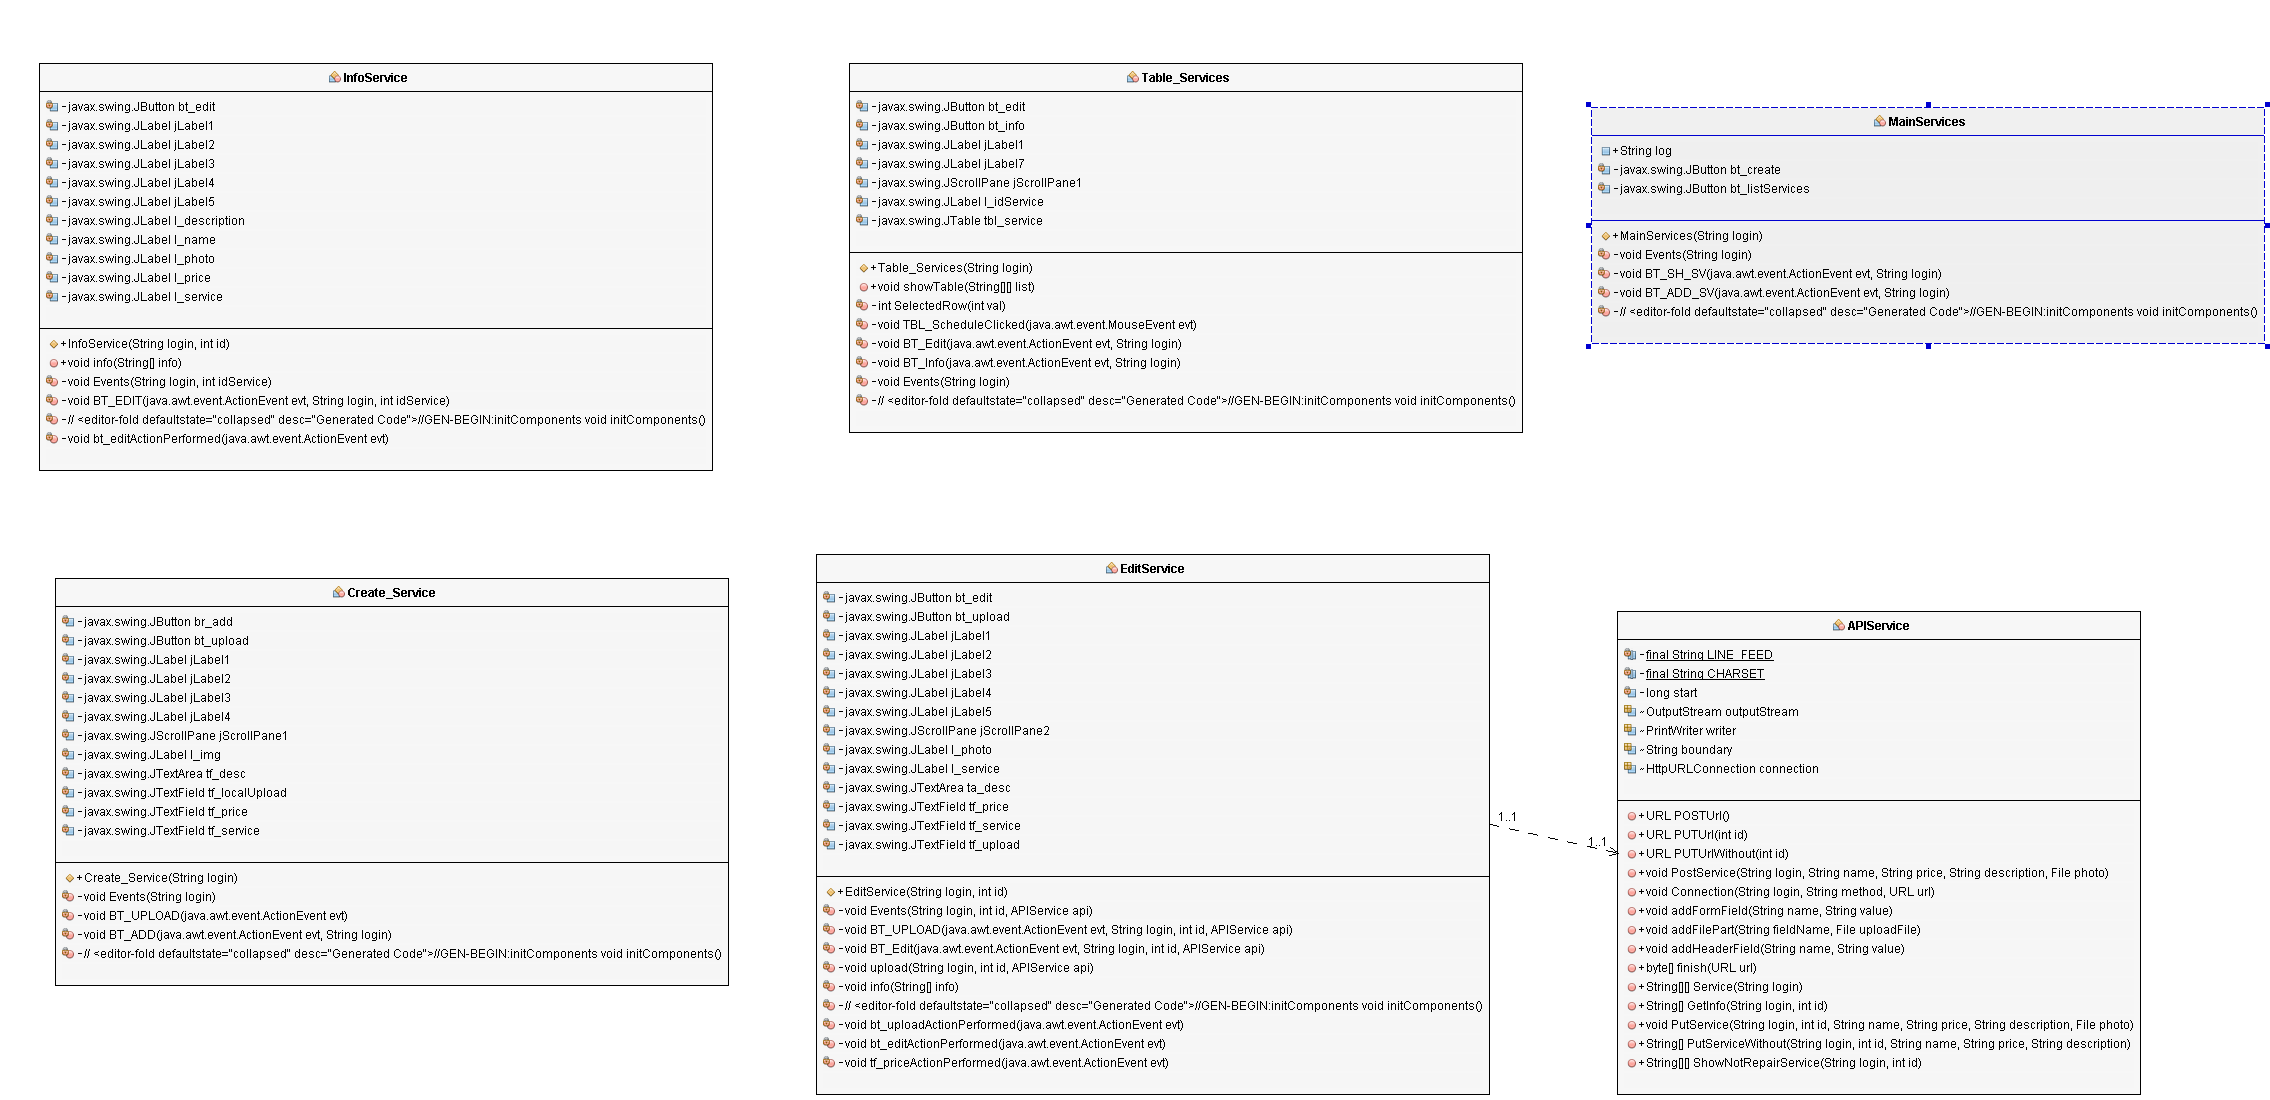 InfoService
-javax.swing.JButton bt_edit
-javax.swing.JLabel jLabel1
-javax.swing.JLabel jLabel2
-javax.swing.JLabel jLabel3
-javax.swing.JLabel jLabel4
-javax.swing.JLabel jLabel5
-javax.swing.JLabel l_description
-javax.swing.JLabel l_name
-javax.swing.JLabel l_photo
-javax.swing.JLabel l_price
-javax.swing.JLabel l_service
+InfoService(String login, int id)
+void info(String[] info)
-void Events(String login, int idService)
-void BT_EDIT(java.awt.event.ActionEvent evt, String login, int idService)
-// <editor-fold defaultstate="collapsed" desc="Generated Code">//GEN-BEGIN:initComponents void initComponents()
-void bt_editActionPerformed(java.awt.event.ActionEvent evt)
Table_Services
-javax.swing.JButton bt_edit
-javax.swing.JButton bt_info
-javax.swing.JLabel jLabel1
-javax.swing.JLabel jLabel7
-javax.swing.JScrollPane jScrollPane1
-javax.swing.JLabel l_idService
-javax.swing.JTable tbl_service
+Table_Services(String login)
+void showTable(String[][] list)
-int SelectedRow(int val)
-void TBL_ScheduleClicked(java.awt.event.MouseEvent evt)
-void BT_Edit(java.awt.event.ActionEvent evt, String login)
-void BT_Info(java.awt.event.ActionEvent evt, String login)
-void Events(String login)
-// <editor-fold defaultstate="collapsed" desc="Generated Code">//GEN-BEGIN:initComponents void initComponents()
MainServices
+String log
-javax.swing.JButton bt_create
-javax.swing.JButton bt_listServices
+MainServices(String login)
-void Events(String login)
-void BT_SH_SV(java.awt.event.ActionEvent evt, String login)
-void BT_ADD_SV(java.awt.event.ActionEvent evt, String login)
-// <editor-fold defaultstate="collapsed" desc="Generated Code">//GEN-BEGIN:initComponents void initComponents()
Create_Service
-javax.swing.JButton br_add
-javax.swing.JButton bt_upload
-javax.swing.JLabel jLabel1
-javax.swing.JLabel jLabel2
-javax.swing.JLabel jLabel3
-javax.swing.JLabel jLabel4
-javax.swing.JScrollPane jScrollPane1
-javax.swing.JLabel l_img
-javax.swing.JTextArea tf_desc
-javax.swing.JTextField tf_localUpload
-javax.swing.JTextField tf_price
-javax.swing.JTextField tf_service
+Create_Service(String login)
-void Events(String login)
-void BT_UPLOAD(java.awt.event.ActionEvent evt)
-void BT_ADD(java.awt.event.ActionEvent evt, String login)
-// <editor-fold defaultstate="collapsed" desc="Generated Code">//GEN-BEGIN:initComponents void initComponents()
EditService
-javax.swing.JButton bt_edit
-javax.swing.JButton bt_upload
-javax.swing.JLabel jLabel1
-javax.swing.JLabel jLabel2
-javax.swing.JLabel jLabel3
-javax.swing.JLabel jLabel4
-javax.swing.JLabel jLabel5
-javax.swing.JScrollPane jScrollPane2
-javax.swing.JLabel l_photo
-javax.swing.JLabel l_service
-javax.swing.JTextArea ta_desc
-javax.swing.JTextField tf_price
-javax.swing.JTextField tf_service
-javax.swing.JTextField tf_upload
+EditService(String login, int id)
-void Events(String login, int id, APIService api)
-void BT_UPLOAD(java.awt.event.ActionEvent evt, String login, int id, APIService api)
-void BT_Edit(java.awt.event.ActionEvent evt, String login, int id, APIService api)
-void upload(String login, int id, APIService api)
-void info(String[] info)
-// <editor-fold defaultstate="collapsed" desc="Generated Code">//GEN-BEGIN:initComponents void initComponents()
-void bt_uploadActionPerformed(java.awt.event.ActionEvent evt)
-void bt_editActionPerformed(java.awt.event.ActionEvent evt)
-void tf_priceActionPerformed(java.awt.event.ActionEvent evt)
1..1
1..1
APIService
-final String LINE_FEED
-final String CHARSET
-long start
~OutputStream outputStream
~PrintWriter writer
~String boundary
~HttpURLConnection connection
+URL POSTUrl()
+URL PUTUrl(int id)
+URL PUTUrlWithout(int id)
+void PostService(String login, String name, String price, String description, File photo)
+void Connection(String login, String method, URL url)
+void addFormField(String name, String value)
+void addFilePart(String fieldName, File uploadFile)
+void addHeaderField(String name, String value)
+byte[] finish(URL url)
+String[][] Service(String login)
+String[] GetInfo(String login, int id)
+void PutService(String login, int id, String name, String price, String description, File photo)
+String[] PutServiceWithout(String login, int id, String name, String price, String description)
+String[][] ShowNotRepairService(String login, int id)